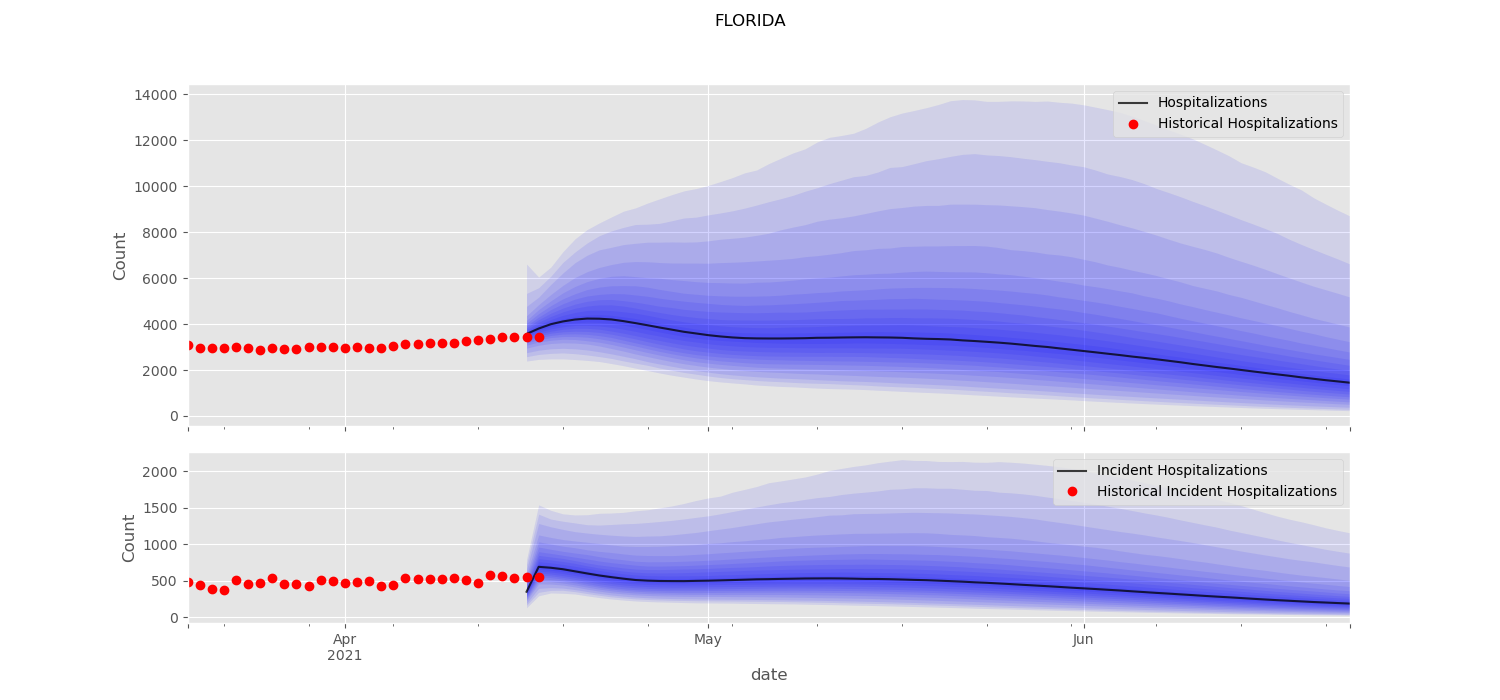 FLORIDA
Count
14000
12000
10000
8000
6000
4000
2000
0
Hospitalizations
Historical Hospitalizations
Count
2000
1500
1000
500
0
Incident Hospitalizations
Historical Incident Hospitalizations
Apr
2021
May
Jun
date